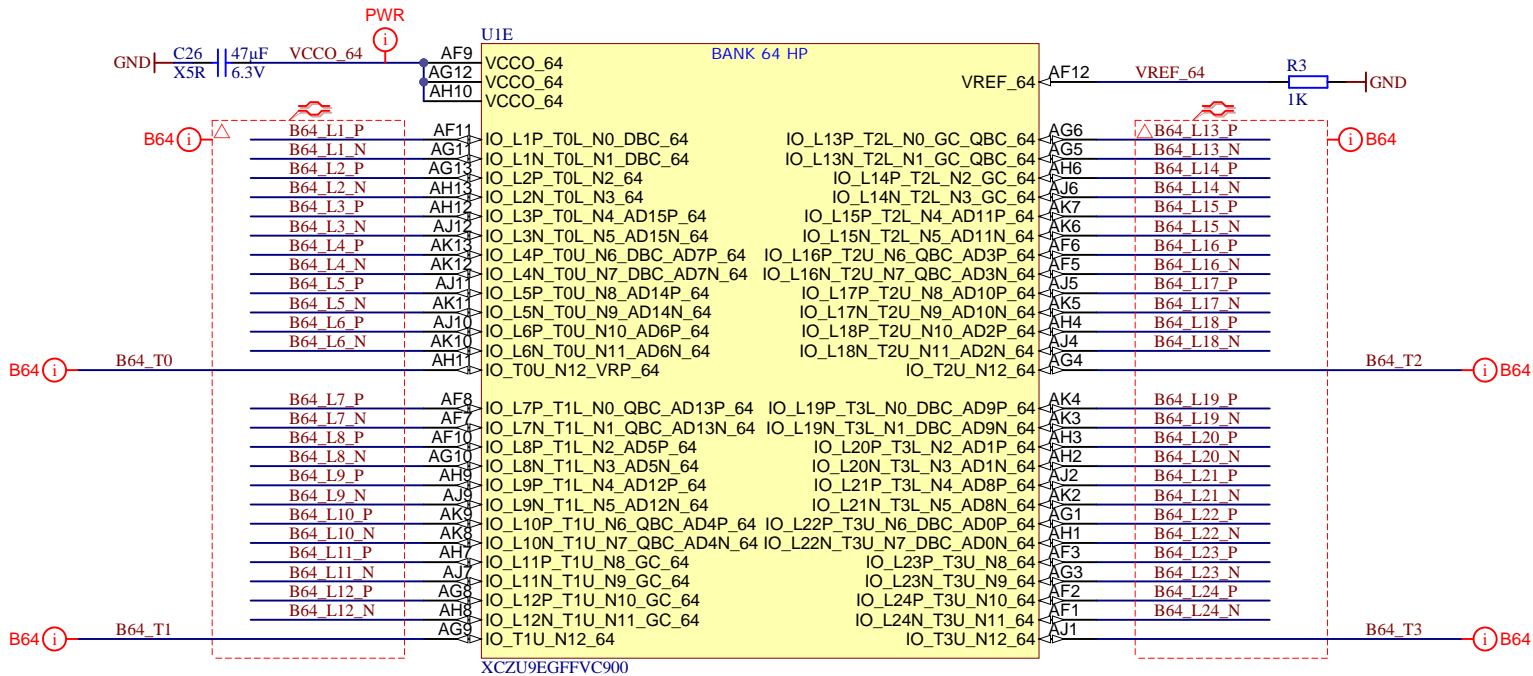 PWR
U1E
BANK 64 HP
GND C26 47µF VCCO_64 AF9 VCCO_64
X5R 6.3V AG12 VCCO_64 VREF_64 AF12 VREF_64 R3 GND
AH10 VCCO_64 1K
B64 i B64_L1_P AF11 IO_L1P_T0L_N0_DBC_64 IO_L13P_T2L_N0_GC_QBC_64 AG6 B64_L13_P i B64
B64_L1_N AG11 IO_L1N_T0L_N1_DBC_64 IO_L13N_T2L_N1_GC_QBC_64 AG5 B64_L13_N
B64_L2_P AG13 IO_L2P_T0L_N2_64 IO_L14P_T2L_N2_GC_64 AH6 B64_L14_P
B64_L2_N AH13 IO_L2N_T0L_N3_64 IO_L14N_T2L_N3_GC_64 AJ6 B64_L14_N
B64_L3_P AH12 IO_L3P_T0L_N4_AD15P_64 IO_L15P_T2L_N4_AD11P_64 AK7 B64_L15_P
B64_L3_N AJ12 IO_L3N_T0L_N5_AD15N_64 IO_L15N_T2L_N5_AD11N_64 AK6 B64_L15_N
B64_L4_P AK13 IO_L4P_T0U_N6_DBC_AD7P_64 IO_L16P_T2U_N6_QBC_AD3P_64 AF6 B64_L16_P
B64_L4_N AK12 IO_L4N_T0U_N7_DBC_AD7N_64 IO_L16N_T2U_N7_QBC_AD3N_64 AF5 B64_L16_N
B64_L5_P AJ11 IO_L5P_T0U_N8_AD14P_64 IO_L17P_T2U_N8_AD10P_64 AJ5 B64_L17_P
B64_L5_N AK11 IO_L5N_T0U_N9_AD14N_64 IO_L17N_T2U_N9_AD10N_64 AK5 B64_L17_N
B64_L6_P AJ10 IO_L6P_T0U_N10_AD6P_64 IO_L18P_T2U_N10_AD2P_64 AH4 B64_L18_P
B64_L6_N AK10 IO_L6N_T0U_N11_AD6N_64 IO_L18N_T2U_N11_AD2N_64 AJ4 B64_L18_N
B64 i B64_T0 AH11 IO_T0U_N12_VRP_64 IO_T2U_N12_64 AG4 B64_T2 i B64
B64_L7_P AF8 IO_L7P_T1L_N0_QBC_AD13P_64 IO_L19P_T3L_N0_DBC_AD9P_64 AK4 B64_L19_P
B64_L7_N AF7 IO_L7N_T1L_N1_QBC_AD13N_64 IO_L19N_T3L_N1_DBC_AD9N_64 AK3 B64_L19_N
B64_L8_P AF10 IO_L8P_T1L_N2_AD5P_64 IO_L20P_T3L_N2_AD1P_64 AH3 B64_L20_P
B64_L8_N AG10 IO_L8N_T1L_N3_AD5N_64 IO_L20N_T3L_N3_AD1N_64 AH2 B64_L20_N
B64_L9_P AH9 IO_L9P_T1L_N4_AD12P_64 IO_L21P_T3L_N4_AD8P_64 AJ2 B64_L21_P
B64_L9_N AJ9 IO_L9N_T1L_N5_AD12N_64 IO_L21N_T3L_N5_AD8N_64 AK2 B64_L21_N
B64_L10_P AK9 IO_L10P_T1U_N6_QBC_AD4P_64 IO_L22P_T3U_N6_DBC_AD0P_64 AG1 B64_L22_P
B64_L10_N AK8 IO_L10N_T1U_N7_QBC_AD4N_64 IO_L22N_T3U_N7_DBC_AD0N_64 AH1 B64_L22_N
B64_L11_P AH7 IO_L11P_T1U_N8_GC_64 IO_L23P_T3U_N8_64 AF3 B64_L23_P
B64_L11_N AJ7 IO_L11N_T1U_N9_GC_64 IO_L23N_T3U_N9_64 AG3 B64_L23_N
B64_L12_P AG8 IO_L12P_T1U_N10_GC_64 IO_L24P_T3U_N10_64 AF2 B64_L24_P
B64_L12_N AH8 IO_L12N_T1U_N11_GC_64 IO_L24N_T3U_N11_64 AF1 B64_L24_N
B64 i B64_T1 AG9 IO_T1U_N12_64 IO_T3U_N12_64 AJ1 B64_T3 i B64
XCZU9EGFFVC900